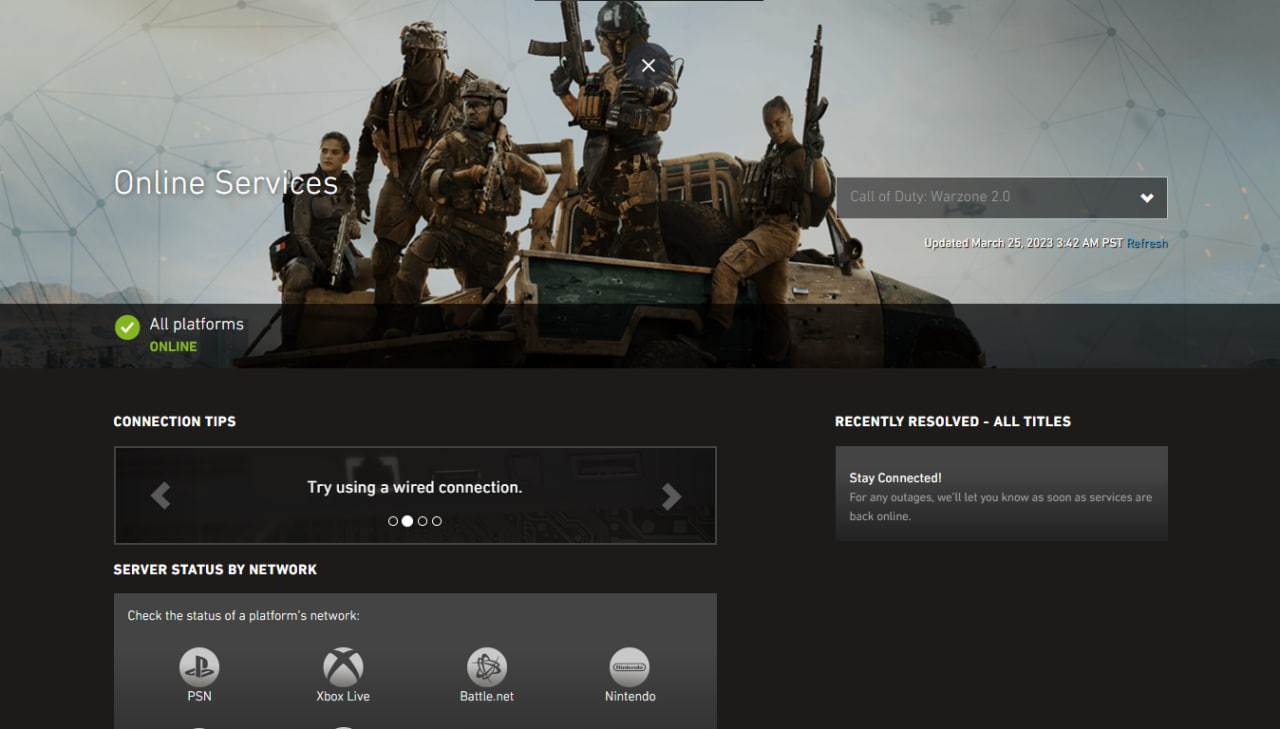 Online Services
Call of Duty: Warzone 2.0
Updated March 25, 2023 3:42 AM PST Refresh
All platforms
ONLINE
CONNECTION TIPS
Try using a wired connection.
SERVER STATUS BY NETWORK
Check the status of a platform's network:
PSN
Xbox Live
Battle.net
Nintendo
Nintendo
RECENTLY RESOLVED - ALL TITLES
Stay Connected!
For any outages, we'll let you know as soon as services are
back online.